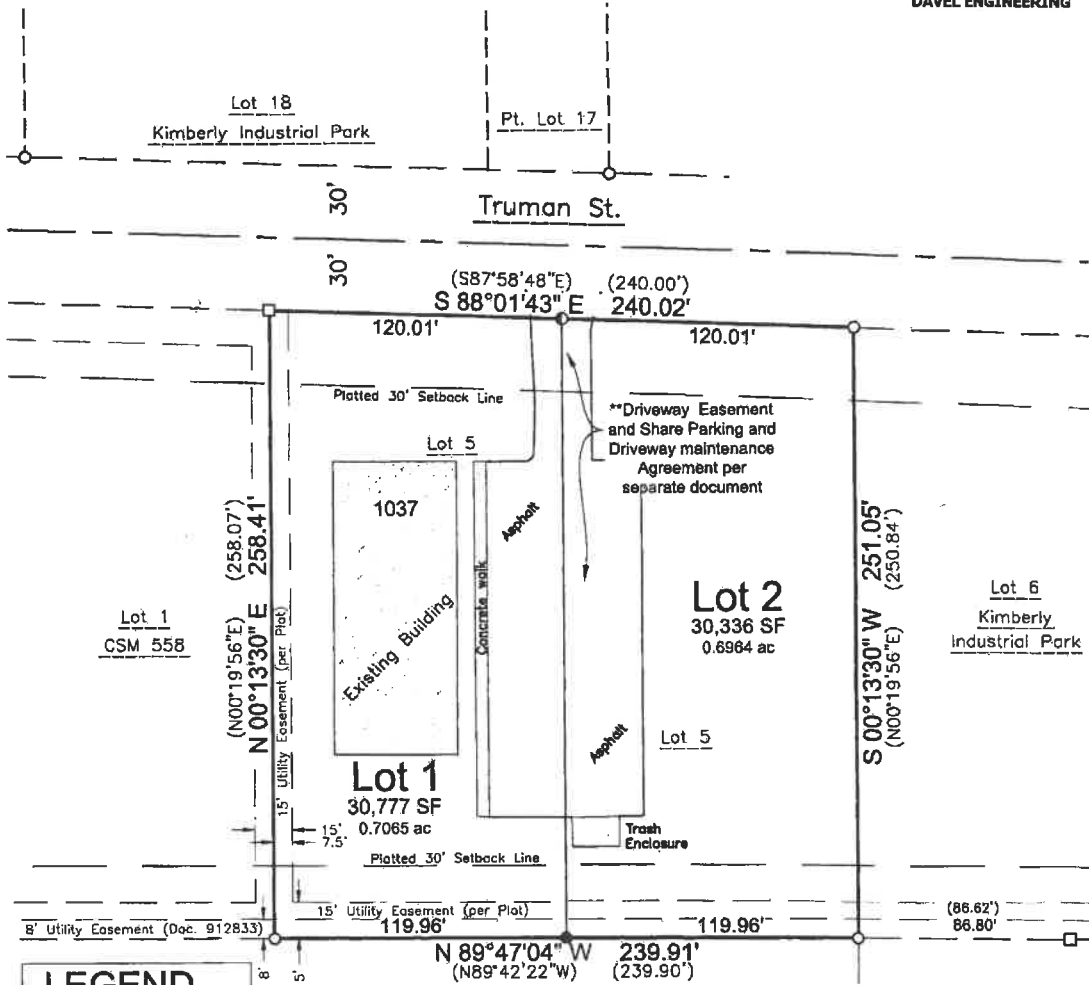 DAVEL ENGINEERING
Lot 18
Kimberly Industrial Park
Pt. Lot 17
30'
Truman St.
30'
(S87°58'48"E) (240.00')
S 88°01'43" E 240.02'
120.01'
120.01'
Platted 30' Setback Line
**Driveway Easement
and Share Parking and
Driveway maintenance
Agreement per
separate document
Lot 5
1037
Asphalt
Existing Building
Concrete walk
(258.07')
258.41'
(N00°19'56"E)
N 00°13'30" E
15' Utility Easement (per Plat)
Lot 1
CSM 558
Lot 2
30,336 SF
0.6964 ac
251.05'
(250.84')
S 00°13'30" W
(N00°19'56"E)
Lot 6
Kimberly
Industrial Park
Asphalt
Lot 5
Lot 1
30,777 SF
0.7065 ac
15'
7.5'
Trash
Enclosure
Platted 30' Setback Line
15' Utility Easement (per Plat)
8' Utility Easement (Doc. 912833)
119.96'
119.96'
(86.62')
86.80'
N 89°47'04" W 239.91'
(N89°42'22"W) (239.90')
8'
5'
LEGEND